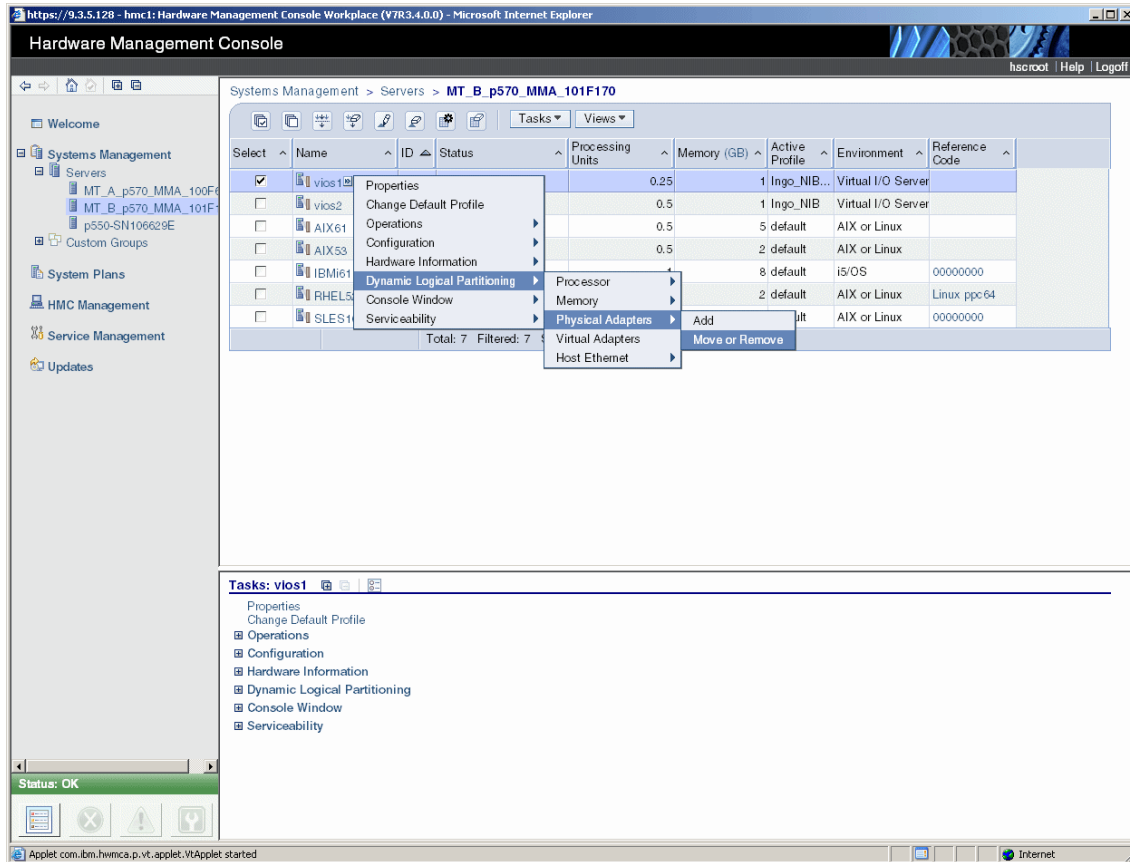 https://9.3.5.128 - hmc1: Hardware Management Console Workplace (V7R3.4.0.0) - Microsoft Internet Explorer
Hardware Management Console
hscroot | Help | Logoff
Systems Management > Servers > MT_B_p570_MMA_101F170
Welcome
Systems Management
Servers
MT_A_p570_MMA_100F6
MT_B_p570_MMA_101F1
p550-SN106629E
Custom Groups
System Plans
HMC Management
Service Management
Updates
Tasks Views
Select Name ID Status Processing Units Memory (GB) Active Profile Environment Reference Code
vios1 0.25 1 Ingo_NIB... Virtual I/O Server
vios2 0.5 1 Ingo_NIB Virtual I/O Server
AIX61 0.5 5 default AIX or Linux
AIX53 0.5 2 default AIX or Linux
IBMi61 8 default i5/OS 00000000
RHEL5 2 default AIX or Linux Linux ppc64
SLES1 AIX or Linux 00000000
Total: 7 Filtered: 7
Properties
Change Default Profile
Operations
Configuration
Hardware Information
Dynamic Logical Partitioning
Console Window
Serviceability
Processor
Memory
Physical Adapters
Virtual Adapters
Host Ethernet
Add
Move or Remove
Tasks: vios1
Properties
Change Default Profile
Operations
Configuration
Hardware Information
Dynamic Logical Partitioning
Console Window
Serviceability
Status: OK
Applet com.ibm.hwmca.p.vt.applet.VtApplet started
Internet